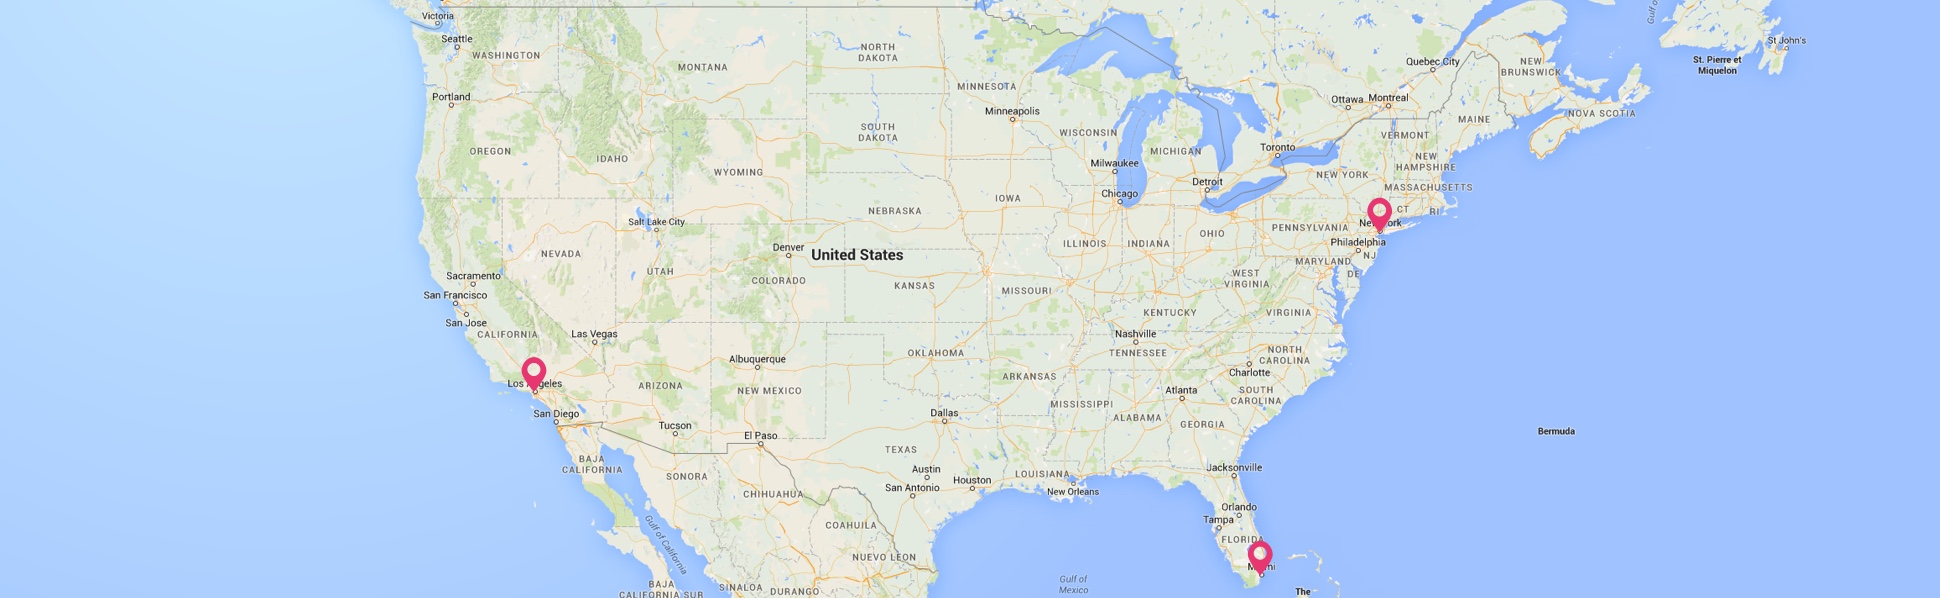 Victoria
Seattle
WASHINGTON
Portland
OREGON
IDAHO
MONTANA
NORTH
DAKOTA
SOUTH
DAKOTA
MINNESOTA
Minneapolis
WISCONSIN
Milwaukee
Chicago
MICHIGAN
Detroit
Toronto
Ottawa
Montreal
Quebec City
NEW
BRUNSWICK
MAINE
NOVA SCOTIA
St John's
St. Pierre et
Miquelon
Gulf o
VERMONT
NEW
HAMPSHIRE
NEW YORK
MASSACHUSETTS
CT
RI
New York
Philadelphia
NJ
PENNSYLVANIA
MARYLAND
DE
WYOMING
Salt Lake City
NEBRASKA
IOWA
NEVADA
UTAH
Denver
COLORADO
United States
KANSAS
MISSOURI
ILLINOIS
INDIANA
OHIO
WEST
VIRGINIA
VIRGINIA
KENTUCKY
Sacramento
San Francisco
San Jose
CALIFORNIA
Las Vegas
Los Angeles
San Diego
ARIZONA
Tucson
Albuquerque
NEW MEXICO
El Paso
OKLAHOMA
ARKANSAS
Nashville
TENNESSEE
NORTH
CAROLINA
Charlotte
SOUTH
CAROLINA
Atlanta
MISSISSIPPI
ALABAMA
GEORGIA
Dallas
TEXAS
Austin
San Antonio
Houston
LOUISIANA
New Orleans
Jacksonville
Orlando
Tampa
FLORIDA
Miami
Bermuda
BAJA
CALIFORNIA
SONORA
CHIHUAHUA
COAHUILA
NUEVO LEON
Gulf of California
BAJA
CALIFORNIA SUR
SINALOA
DURANGO
Gulf of
Mexico
The